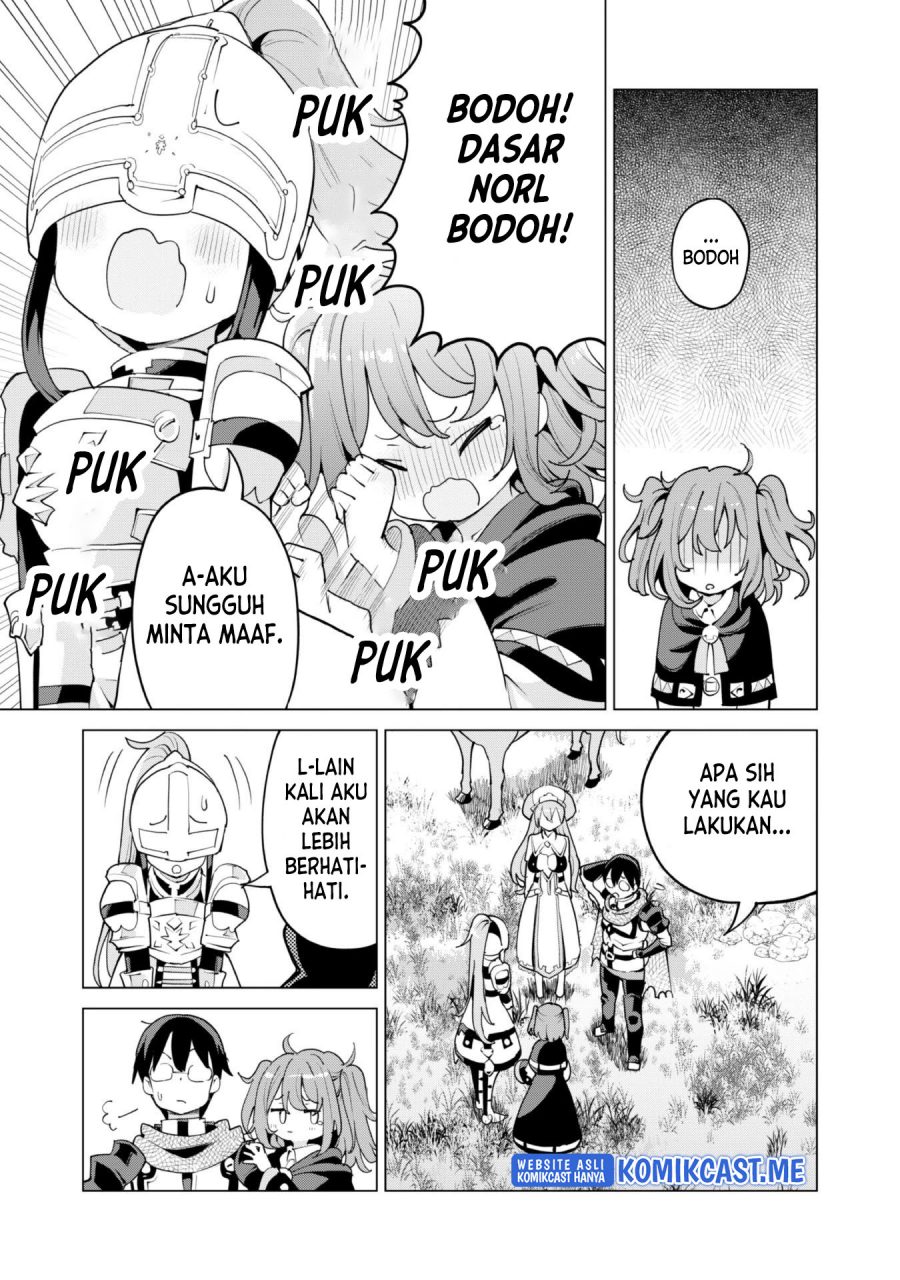 ...
BODOH
BODOH!
DASAR
NORL
BODOH!
PUK
PUK
PUK
PUK
PUK
PUK
A-AKU
SUNGGUH
MINTA MAAF.
APA SIH
YANG KAU
LAKUKAN...
L-LAIN
KALI AKU
AKAN
LEBIH
BERHATI-
HATI.
WEBSITE ASLI
KOMIKCAST HANYA
KOMIKCAST.ME